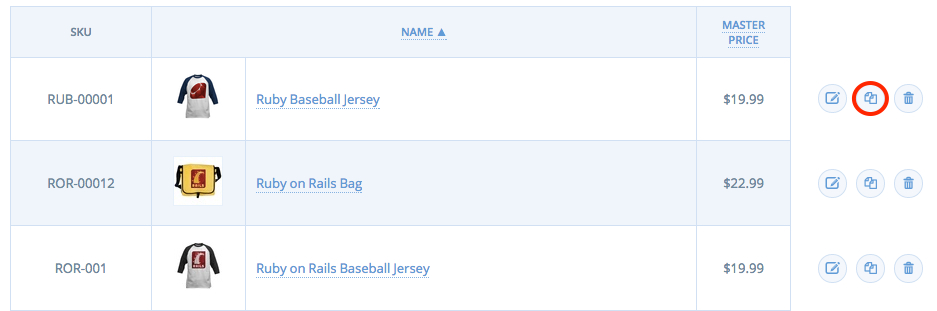 SKU
NAME ▲
MASTER
PRICE
RUB-00001
Ruby Baseball Jersey
$19.99
ROR-00012
Ruby on Rails Bag
$22.99
ROR-001
Ruby on Rails Baseball Jersey
$19.99